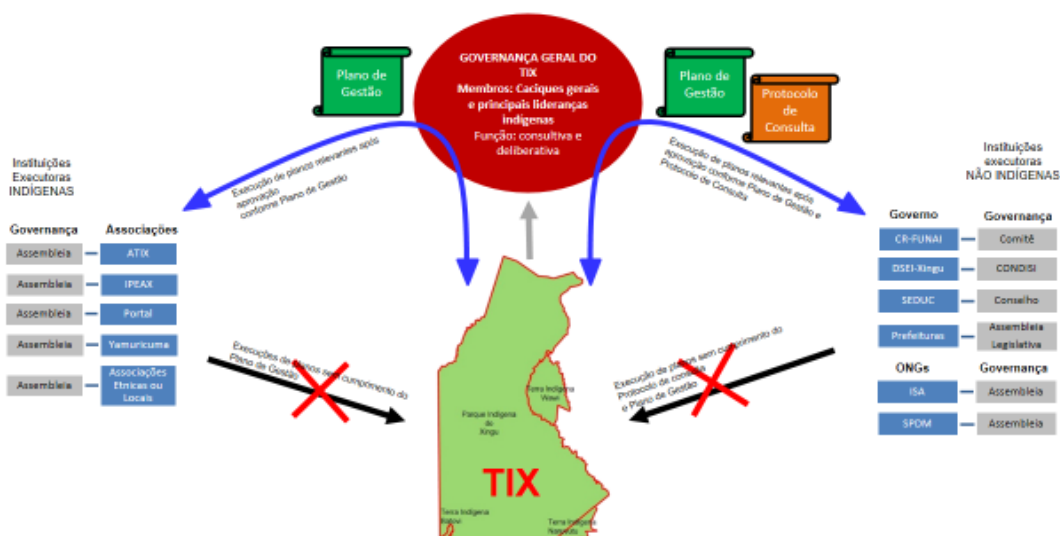 GOVERNANÇA GERAL DO
TIX
Membros: Caciques gerais
e principais lideranças
indígenas
Função: consultiva e
deliberativa
Plano de
Gestão
Plano de
Gestão
Protocolo
de
Consulta
Execução de planos relevantes após
aprovação
conforme Plano de Gestão
Execução de planos relevantes após
aprovação conforme Plano de Gestão e
Protocolo de Consulta
Instituições
Executoras
INDÍGENAS
Governança
Associações
Assembleia
ATIX
Assembleia
IPEAX
Assembleia
Portal
Assembleia
Yamuricuma
Assembleia
Associações
Etnicas ou
Locais
Instituições
executoras
NÃO INDÍGENAS
Governo
Governança
CR-FUNAI
Comitê
DSEI-Xingu
CONDISI
SEDUC
Conselho
Prefeituras
Assembleia
Legislativa
ONGs
Governança
ISA
Assembleia
SPDM
Assembleia
Execuções de planos sem cumprimento do
Plano de Gestão
Execução de planos sem cumprimento do
Protocolo de consulta
e Plano de Gestão
Terra Indígena
Wawi
Parque Indígena
do
Xingu
TIX
Terra Indígena
Terra Indígena